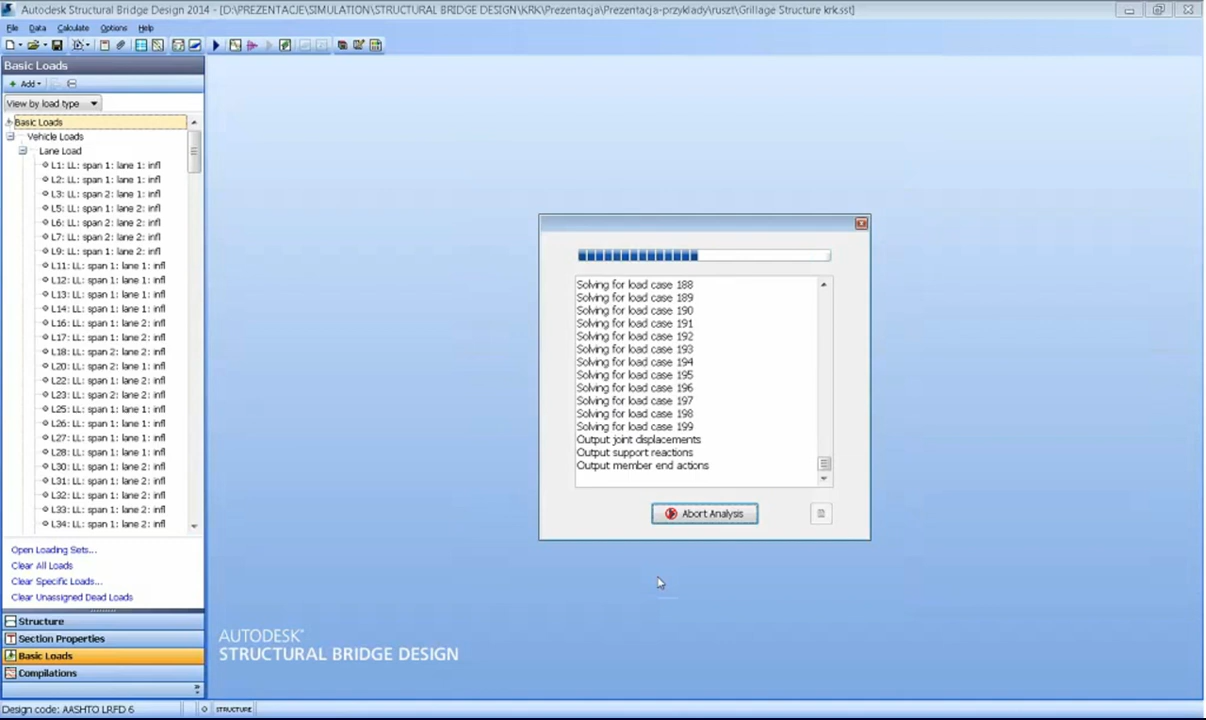 Autodesk Structural Bridge Design 2014 - [D:\PREZENTACJE\SIMULATION\STRUCTURAL BRIDGE DESIGN\KRK\Prezentacja\Prezentacja-przykłady\ruszt\Grillage Structure krk.sst]
File Data Calculate Options Help
Basic Loads
Add
View by load type
Basic Loads
Vehicle Loads
Lane Load
L1: LL: span 1: lane 1: infl
L2: LL: span 1: lane 1: infl
L3: LL: span 2: lane 1: infl
L5: LL: span 1: lane 2: infl
L6: LL: span 2: lane 2: infl
L7: LL: span 2: lane 2: infl
L9: LL: span 1: lane 2: infl
L11: LL: span 1: lane 1: infl
L12: LL: span 1: lane 1: infl
L13: LL: span 1: lane 1: infl
L14: LL: span 1: lane 1: infl
L16: LL: span 1: lane 2: infl
L17: LL: span 1: lane 2: infl
L18: LL: span 2: lane 2: infl
L20: LL: span 2: lane 1: infl
L22: LL: span 1: lane 2: infl
L23: LL: span 2: lane 2: infl
L25: LL: span 1: lane 1: infl
L26: LL: span 1: lane 1: infl
L27: LL: span 1: lane 1: infl
L28: LL: span 1: lane 1: infl
L30: LL: span 1: lane 2: infl
L31: LL: span 1: lane 2: infl
L32: LL: span 1: lane 2: infl
L33: LL: span 1: lane 2: infl
L34: LL: span 1: lane 2: infl
Open Loading Sets...
Clear All Loads
Clear Specific Loads...
Clear Unassigned Dead Loads
Structure
Section Properties
Basic Loads
Compilations
Solving for load case 188
Solving for load case 189
Solving for load case 190
Solving for load case 191
Solving for load case 192
Solving for load case 193
Solving for load case 194
Solving for load case 195
Solving for load case 196
Solving for load case 197
Solving for load case 198
Solving for load case 199
Output joint displacements
Output support reactions
Output member end actions
Abort Analysis
AUTODESK®
STRUCTURAL BRIDGE DESIGN
Design code: AASHTO LRFD 6
STRUCTURE